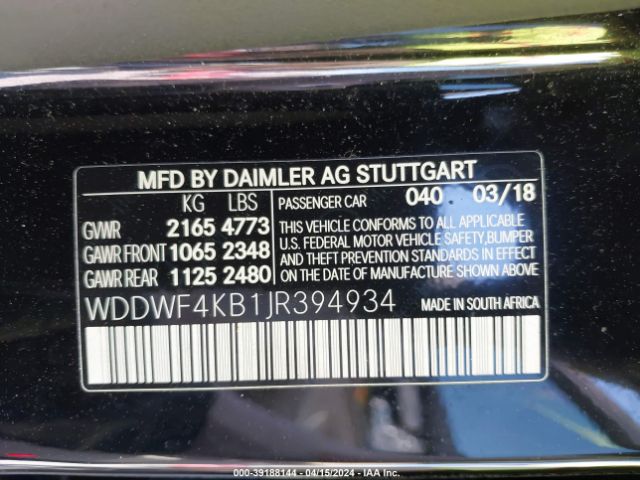 MFD BY DAIMLER AG STUTTGART
KG LBS
GVWR 2165 4773
GAWR FRONT 1065 2348
GAWR REAR 1125 2480
PASSENGER CAR 040 03/18
THIS VEHICLE CONFORMS TO ALL APPLICABLE
U.S. FEDERAL MOTOR VEHICLE SAFETY,BUMPER
AND THEFT PREVENTION STANDARDS IN EFFECT
ON THE DATE OF MANUFACTURE SHOWN ABOVE.
WDDWF4KB1JR394934 MADE IN SOUTH AFRICA
000-39188144 - 04/15/2024 - IAA Inc.